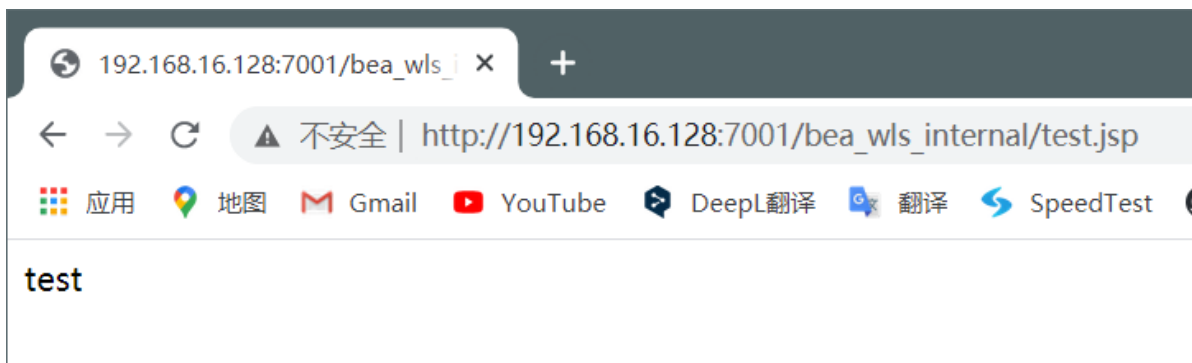 192.168.16.128:7001/bea_wls_i
不安全 | http://192.168.16.128:7001/bea_wls_internal/test.jsp
应用 地图 Gmail YouTube DeepL翻译 翻译 SpeedTest
test